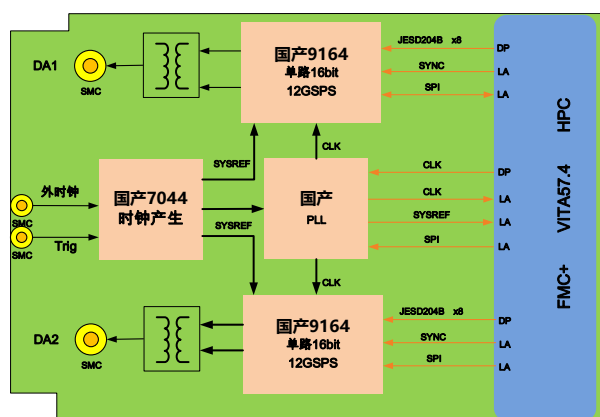 DA1
SMC
国产9164
单路16bit
12GSPS
JESD204B x8
SYNC
SPI
DP
LA
LA
SYSREF
CLK
外时钟
SMC
Trig
SMC
国产7044
时钟产生
SYSREF
国产
PLL
CLK
CLK
CLK
SYSREF
SPI
DP
LA
LA
LA
DA2
SMC
国产9164
单路16bit
12GSPS
JESD204B x8
SYNC
SPI
DP
LA
LA
HPC
VITA57.4
FMC+